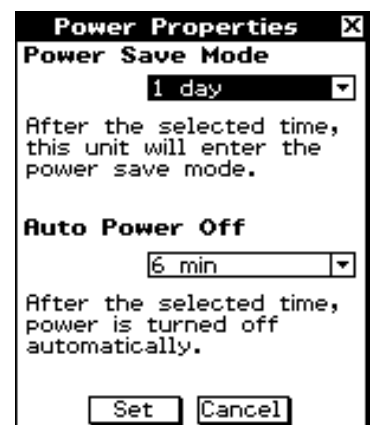 Power Properties X
Power Save Mode
1 day
After the selected time,
this unit will enter the
power save mode.
Auto Power Off
6 min
After the selected time,
power is turned off
automatically.
Set Cancel